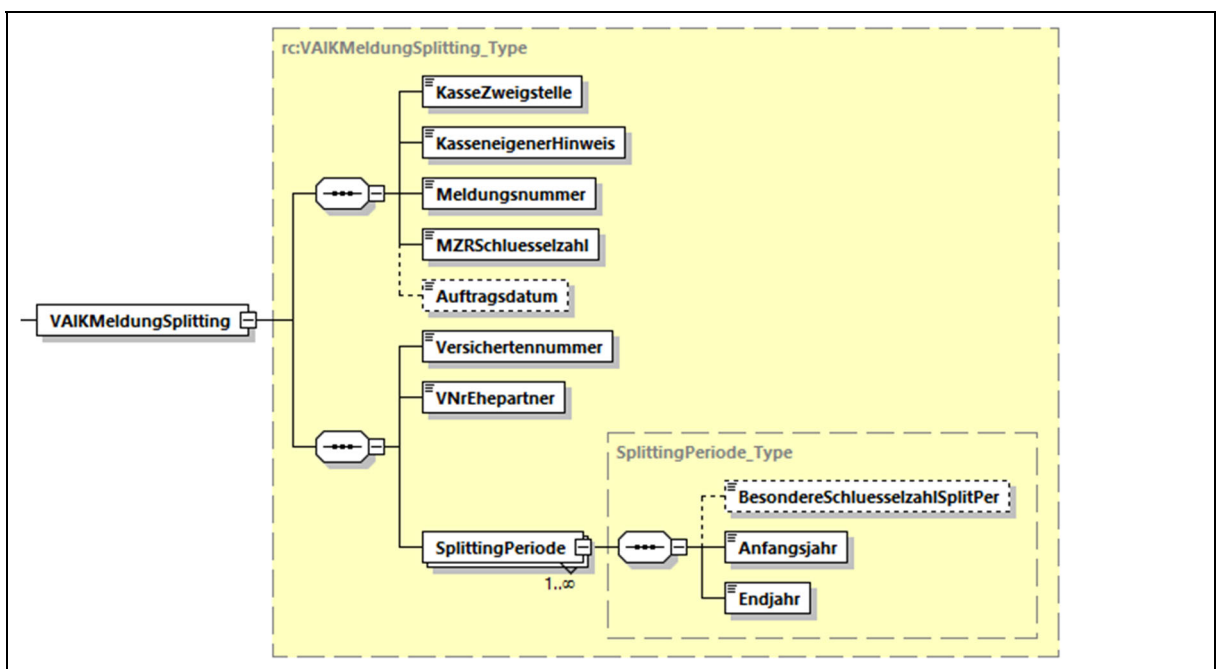 rc:VAIKMeldungSplitting_Type
KasseZweigstelle
KasseneigenerHinweis
Meldungsnummer
MZRSchluesselzahl
Auftragsdatum
VAIKMeldungSplitting
Versichertennummer
VNrEhepartner
SplittingPeriode_Type
BesondereSchluesselzahlSplitPer
SplittingPeriode
Anfangsjahr
1..∞
Endjahr